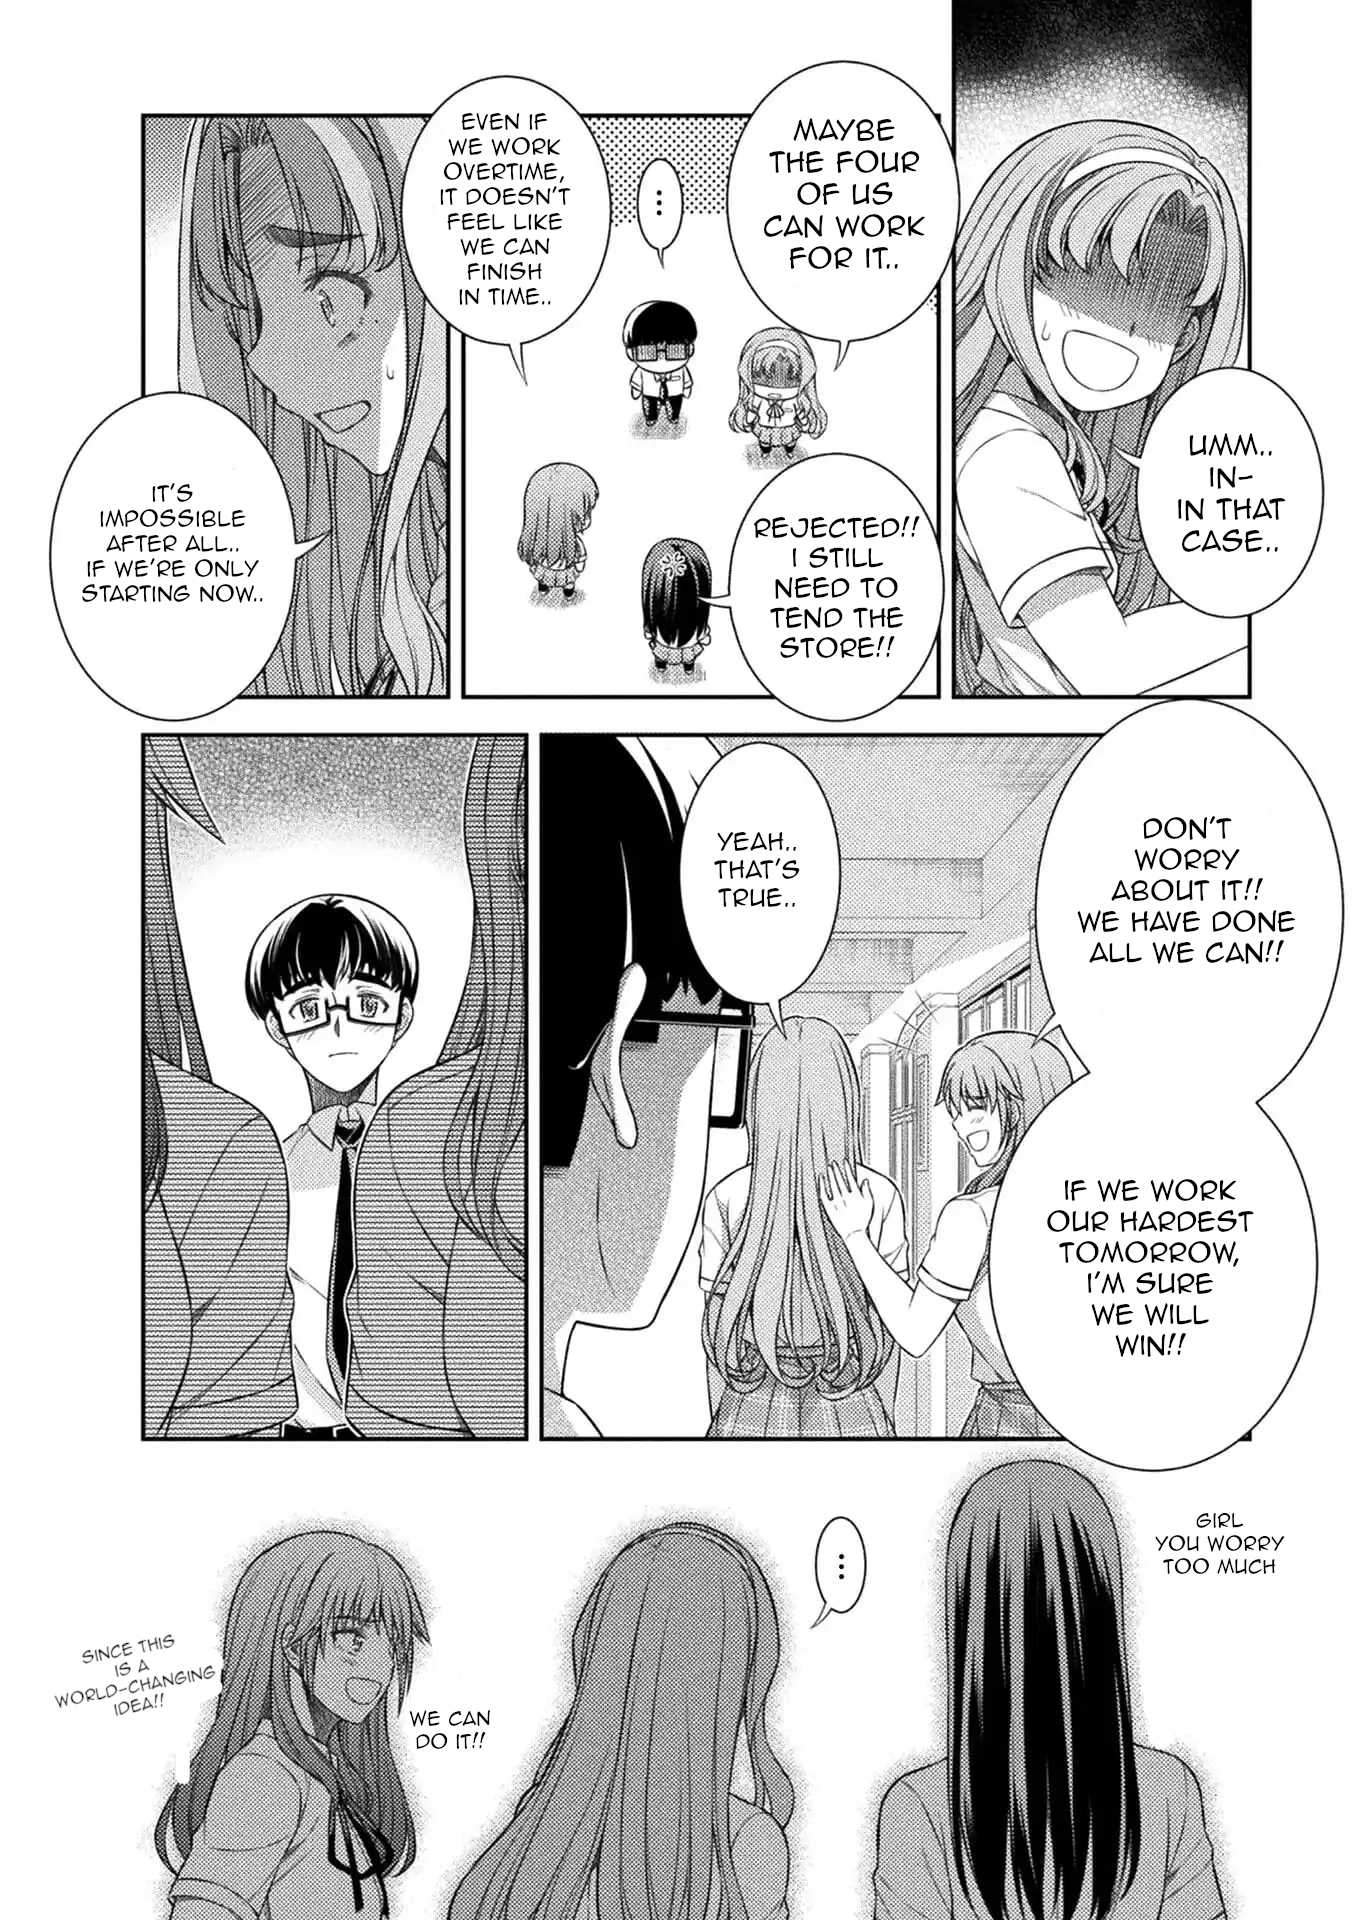 UMM..
IN-
IN THAT
CASE..
MAYBE
THE FOUR
OF US
CAN WORK
FOR IT..
...
EVEN IF
WE WORK
OVERTIME,
IT DOESN'T
FEEL LIKE
WE CAN
FINISH
IN TIME..
REJECTED!!
I STILL
NEED TO
TEND THE
STORE!!
IT'S
IMPOSSIBLE
AFTER ALL..
IF WE'RE ONLY
STARTING NOW..
DON'T
WORRY
ABOUT IT!!
WE HAVE DONE
ALL WE CAN!!
IF WE WORK
OUR HARDEST
TOMORROW,
I'M SURE
WE WILL
WIN!!
YEAH..
THAT'S
TRUE..
GIRL
YOU WORRY
TOO MUCH
...
WE CAN
DO IT!!
SINCE THIS
IS A
WORLD-CHANGING
IDEA!!